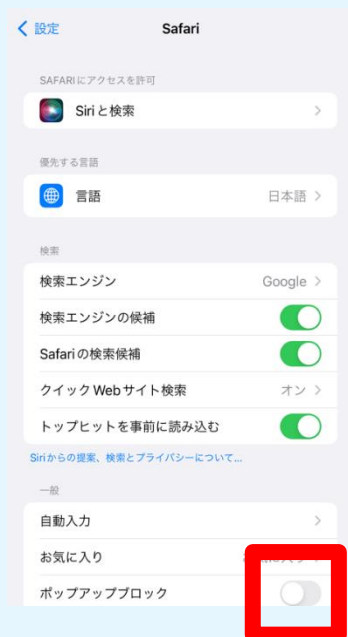 設定
Safari
SAFARIにアクセスを許可
Siriと検索
優先する言語
言語 日本語
検索
検索エンジン Google
検索エンジンの候補
Safariの検索候補
クイックWebサイト検索 オン
トップヒットを事前に読み込む
Siriからの提案、検索とプライバシーについて...
一般
自動入力
お気に入り
ポップアップブロック